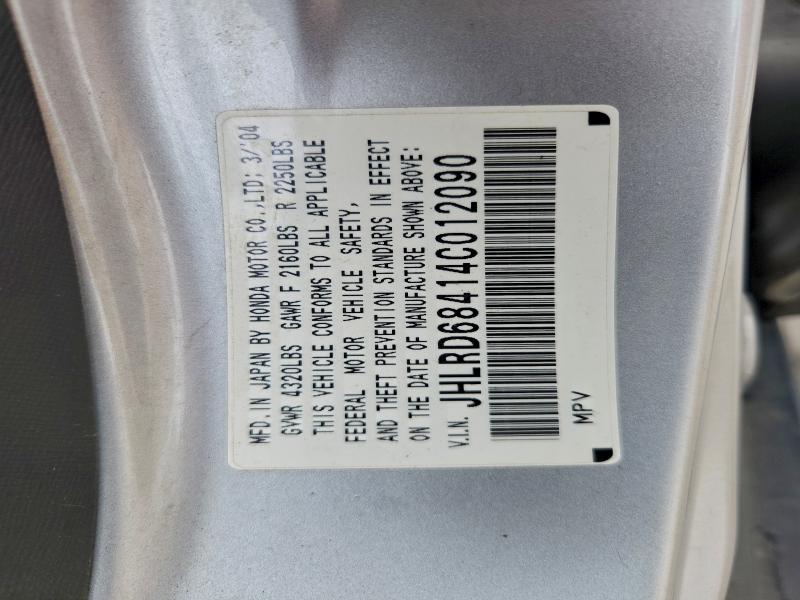 MFD. IN JAPAN BY HONDA MOTOR CO.,LTD; 3/'04
GVWR 4320LBS GAWR F 2160LBS R 2250LBS
THIS VEHICLE CONFORMS TO ALL APPLICABLE
FEDERAL MOTOR VEHICLE SAFETY,
AND THEFT PREVENTION STANDARDS IN EFFECT
ON THE DATE OF MANUFACTURE SHOWN ABOVE:
V.I.N. JHLRD68414C012090
MPV